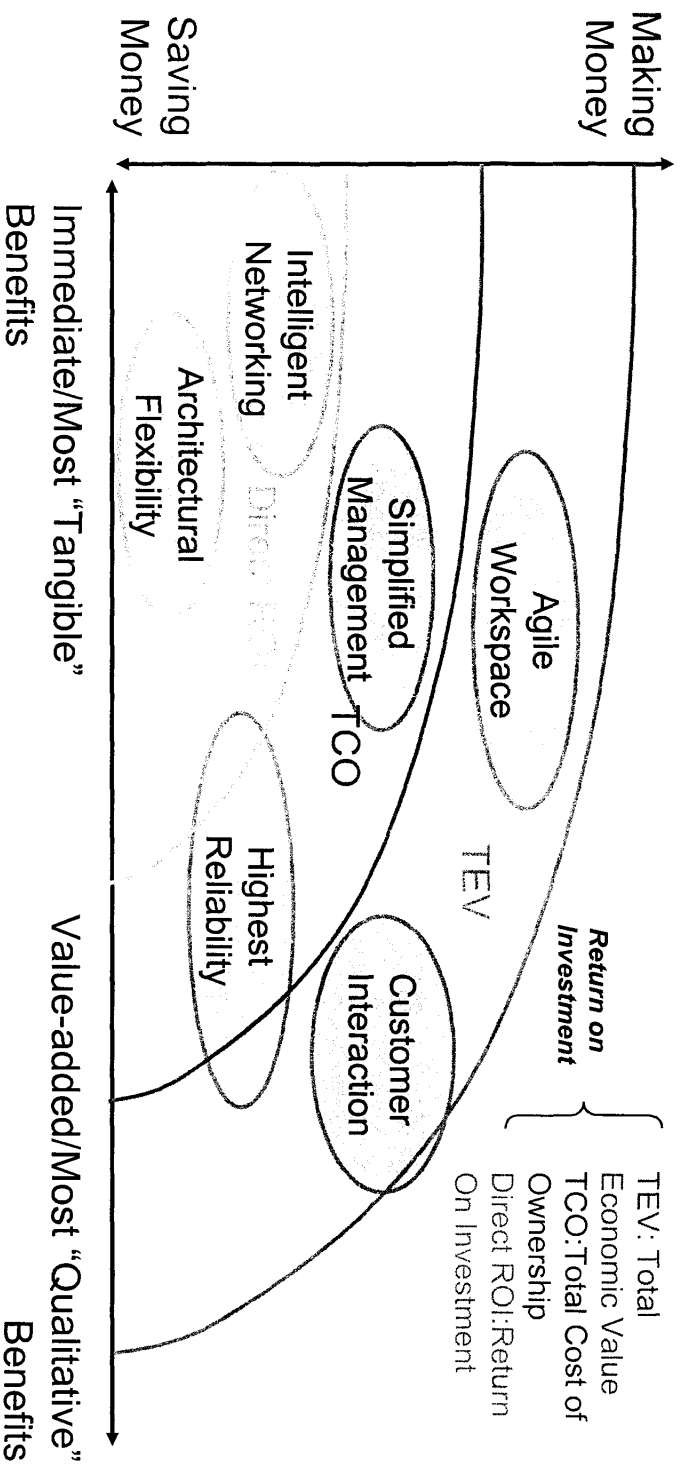 Making
Money
Saving
Money
Intelligent
Networking
Architectural
Flexibility
Direct ROI
Simplified
Management
TCO
Agile
Workspace
TEV
Highest
Reliability
Customer
Interaction
Return on
Investment
TEV: Total
Economic Value
TCO:Total Cost of
Ownership
Direct ROI:Return
On Investment
Immediate/Most “Tangible”
Benefits
Value-added/Most “Qualitative”
Benefits